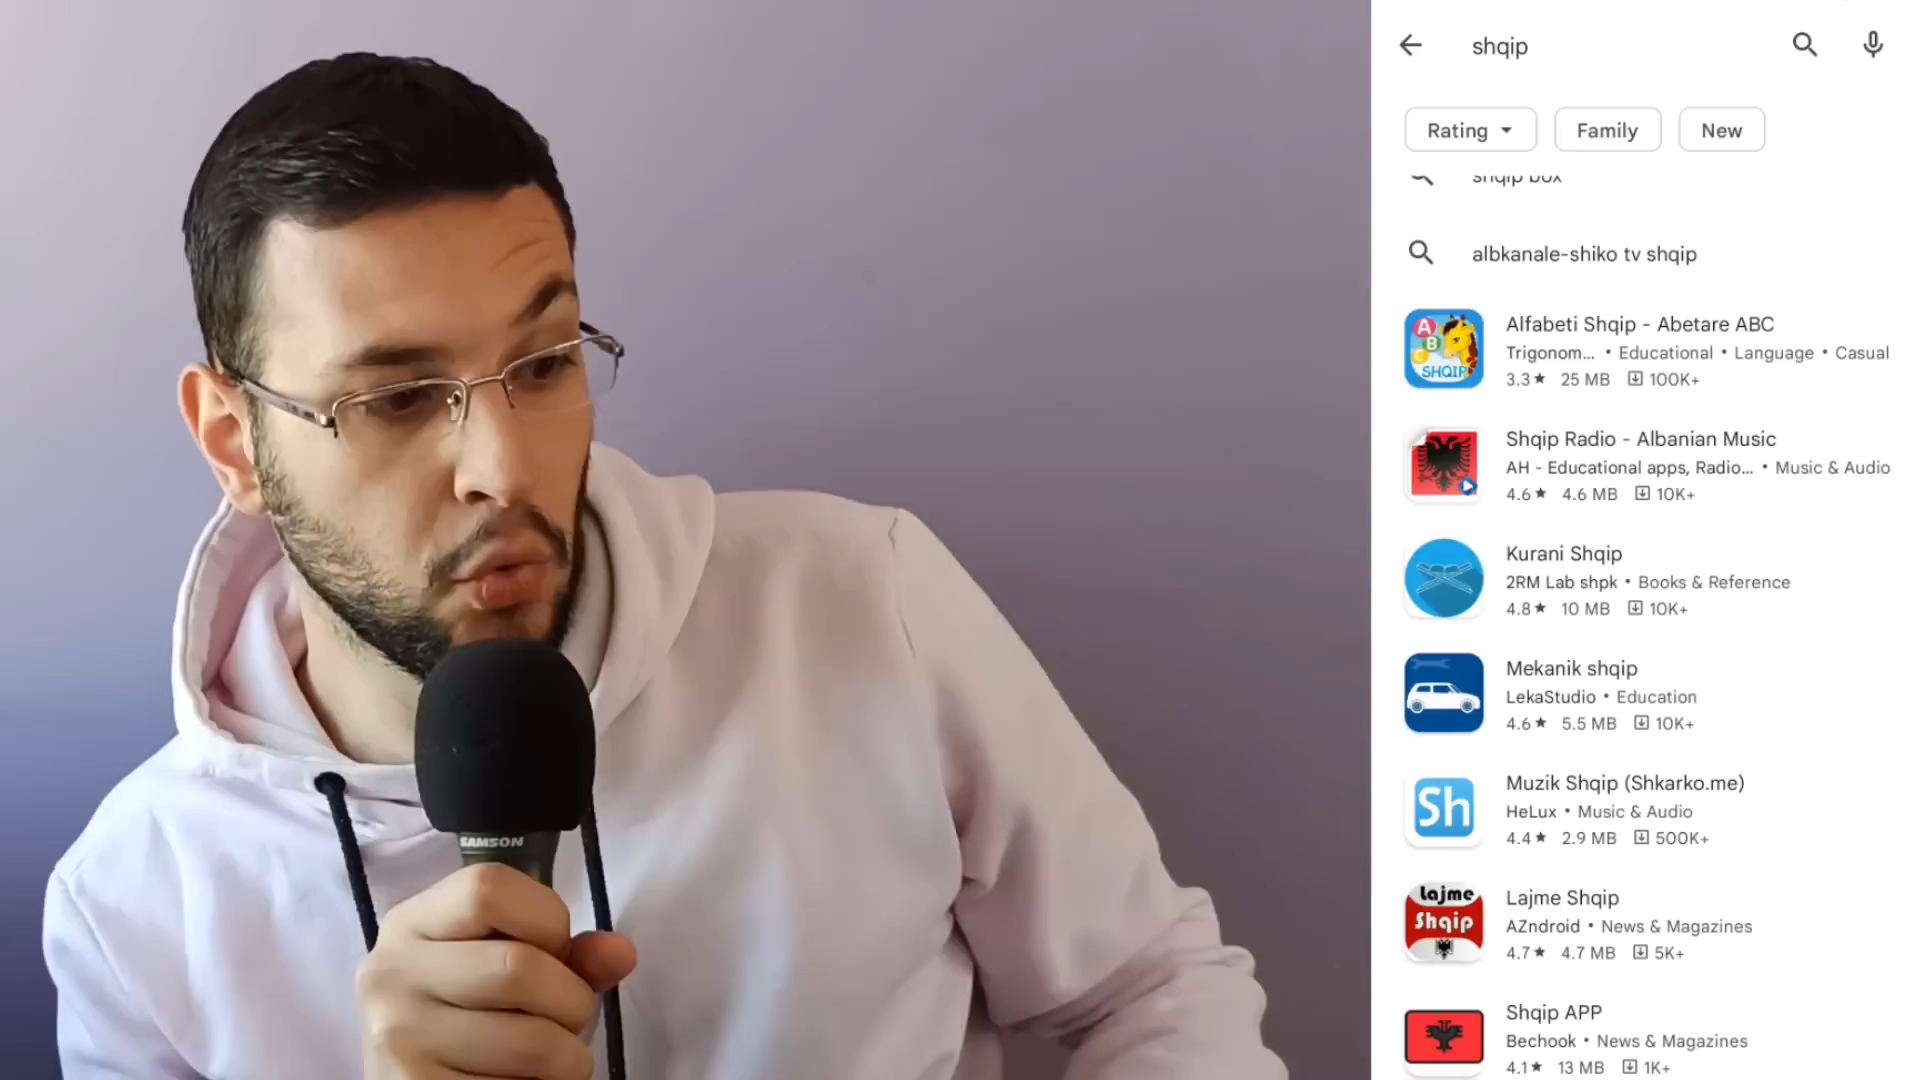 shqip
Rating
Family
New
shqip box
albkanale-shiko tv shqip
A
B
C
SHQIP
Alfabeti Shqip - Abetare ABC
Trigonom... • Educational • Language • Casual
3.3★ 25 MB 100K+
Shqip Radio - Albanian Music
AH - Educational apps, Radio... • Music & Audio
4.6★ 4.6 MB 10K+
Kurani Shqip
2RM Lab shpk • Books & Reference
4.8★ 10 MB 10K+
Mekanik shqip
LekaStudio • Education
4.6★ 5.5 MB 10K+
Sh
Muzik Shqip (Shkarko.me)
HeLux • Music & Audio
4.4★ 2.9 MB 500K+
Lajme
Shqip
Lajme Shqip
AZndroid • News & Magazines
4.7★ 4.7 MB 5K+
Shqip APP
Bechook • News & Magazines
4.1★ 13 MB 1K+
SAMSON